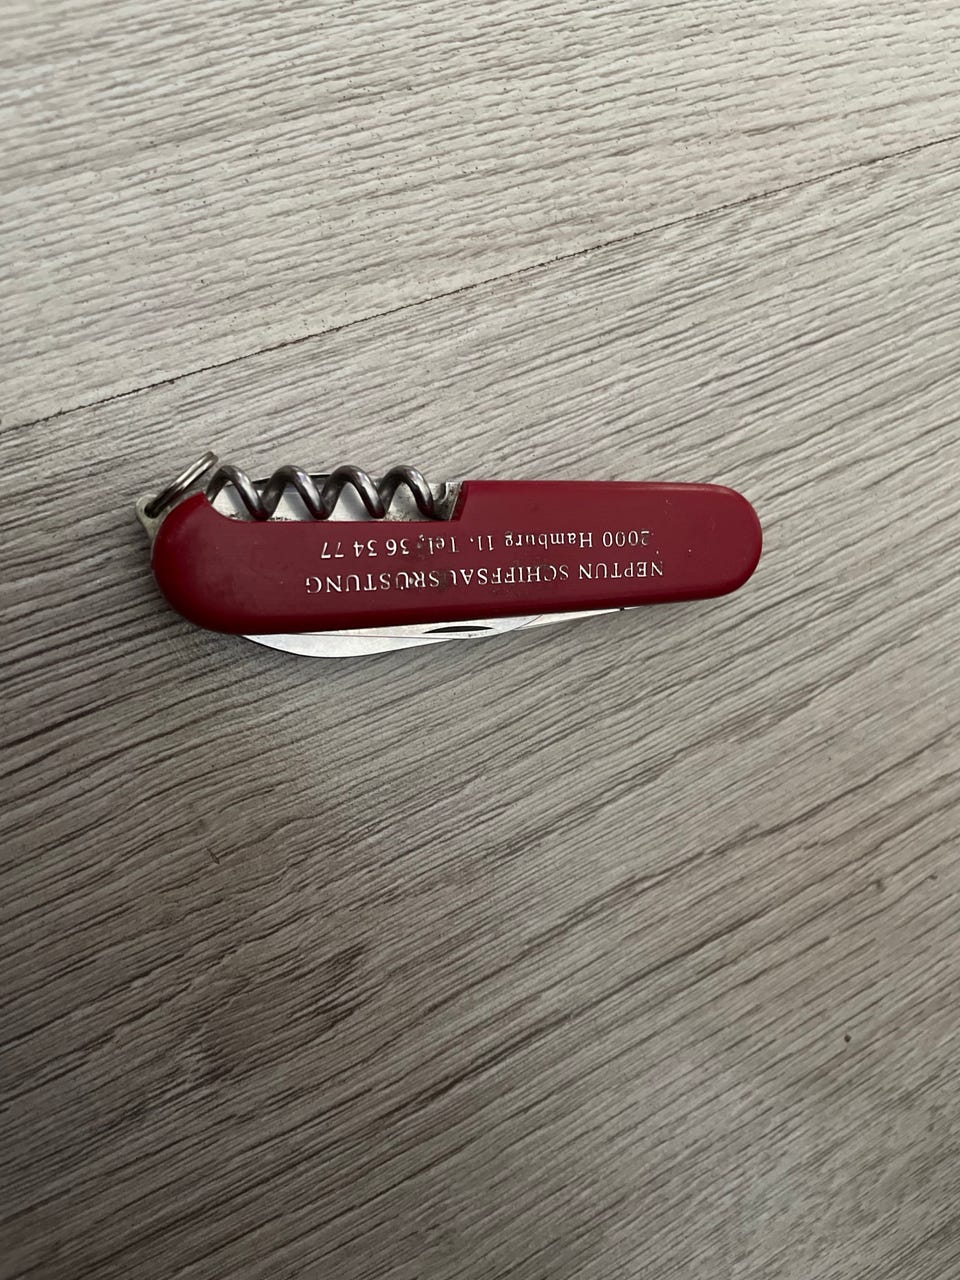 NEPTUN SCHIFFSAUSRÜSTUNG
2000 Hamburg 11. Tel. 36 34 77